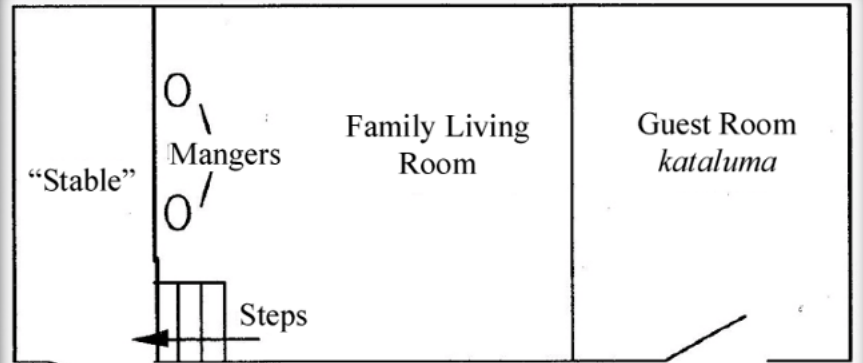 “Stable”
Mangers
Family Living
Room
Guest Room
kataluma
Steps